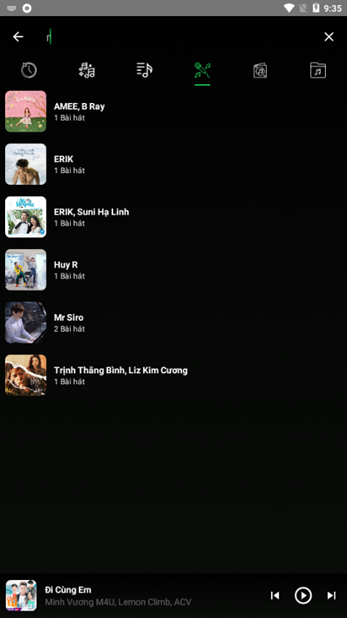 9:35
r
AMEE, B Ray
1 Bài hát
ERIK
1 Bài hát
ERIK, Suni Hạ Linh
1 Bài hát
Huy R
1 Bài hát
Mr Siro
2 Bài hát
Trịnh Thăng Bình, Liz Kim Cương
1 Bài hát
Đi Cùng Em
Minh Vương M4U, Lemon Climb, ACV